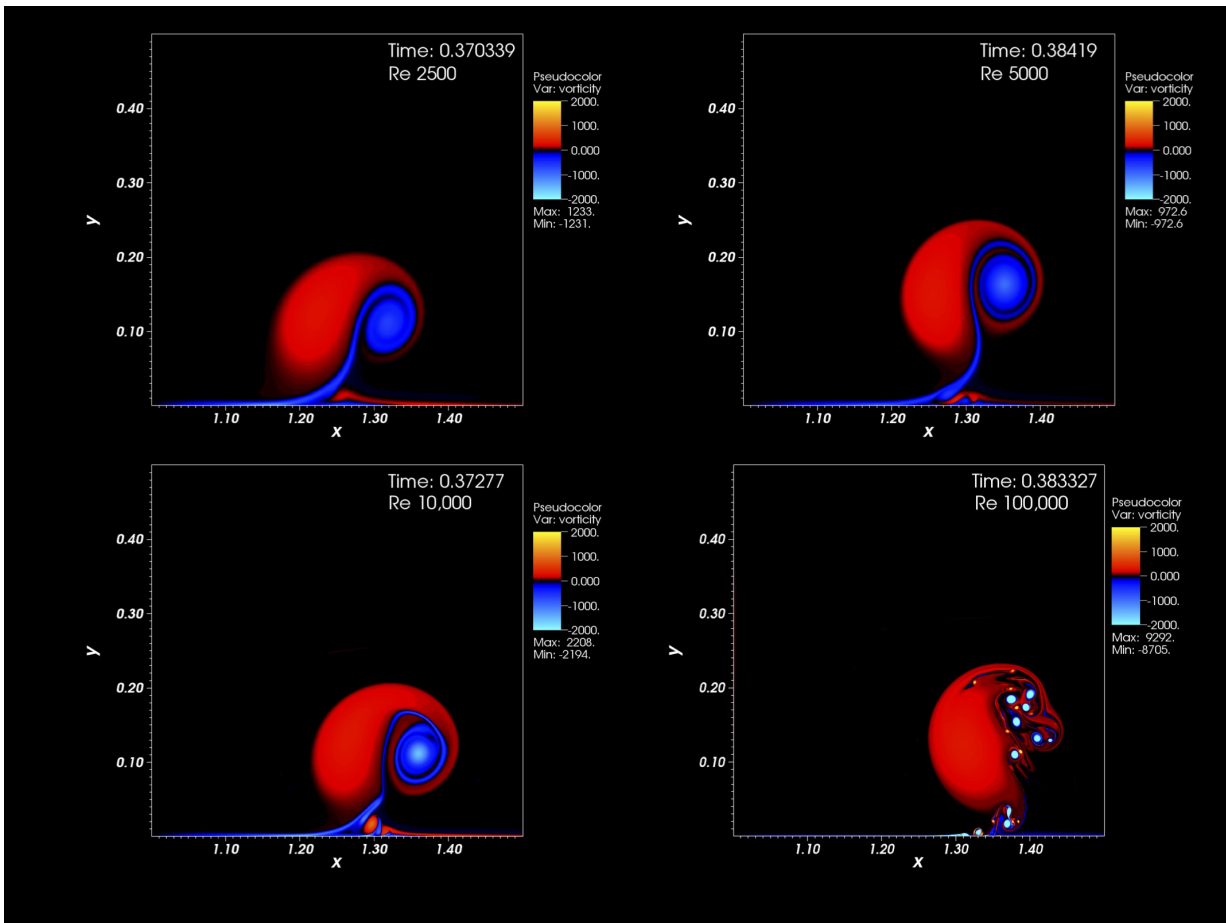 Time: 0.370339
Re 2500
Pseudocolor
Var: vorticity
2000.
1000.
0.000
-1000.
-2000.
Max: 1233.
Min: -1231.
0.40
0.30
0.20
0.10
y
1.10
1.20
1.30
1.40
x
Time: 0.38419
Re 5000
Pseudocolor
Var: vorticity
2000.
1000.
0.000
-1000.
-2000.
Max: 972.6
Min: -972.6
0.40
0.30
0.20
0.10
y
1.10
1.20
1.30
1.40
x
Time: 0.37277
Re 10,000
Pseudocolor
Var: vorticity
2000.
1000.
0.000
-1000.
-2000.
Max: 2208.
Min: -2194.
0.40
0.30
0.20
0.10
y
1.10
1.20
1.30
1.40
x
Time: 0.383327
Re 100,000
Pseudocolor
Var: vorticity
2000.
1000.
0.000
-1000.
-2000.
Max: 9292.
Min: -8705.
0.40
0.30
0.20
0.10
y
1.10
1.20
1.30
1.40
x